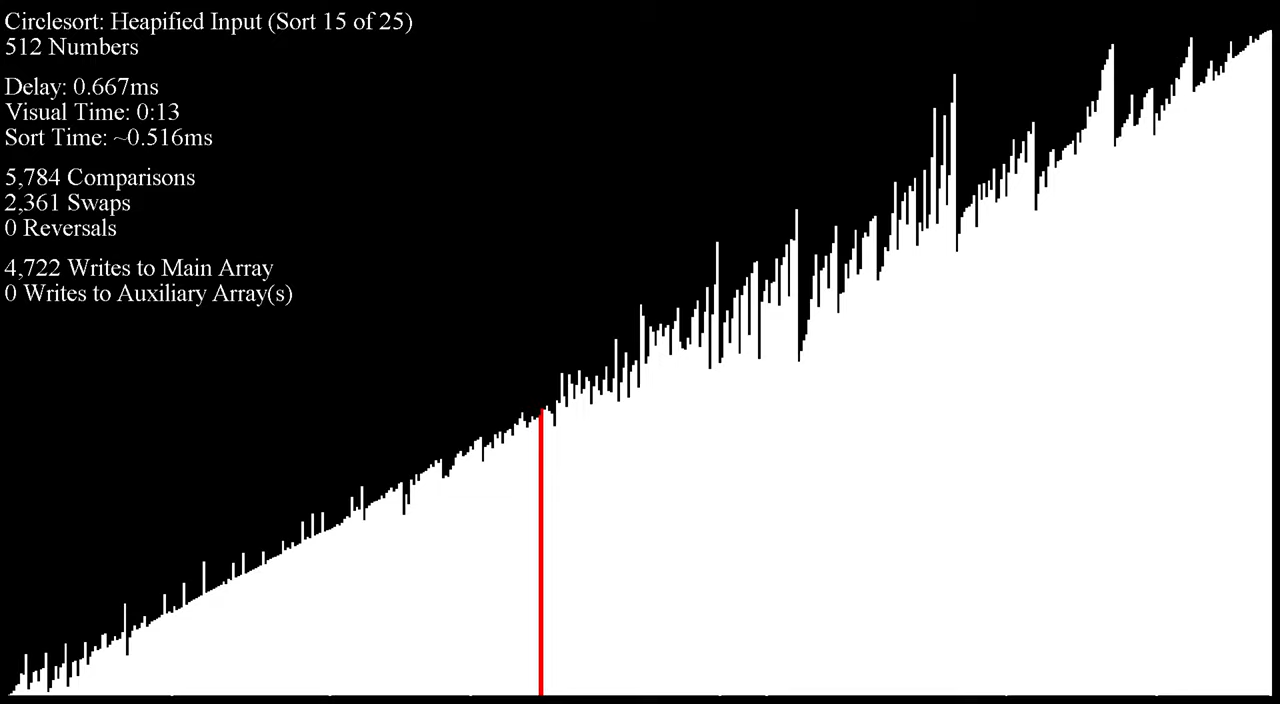 Circlesort: Heapified Input (Sort 15 of 25)
512 Numbers
Delay: 0.667ms
Visual Time: 0:13
Sort Time: ~0.516ms
5,784 Comparisons
2,361 Swaps
0 Reversals
4,722 Writes to Main Array
0 Writes to Auxiliary Array(s)